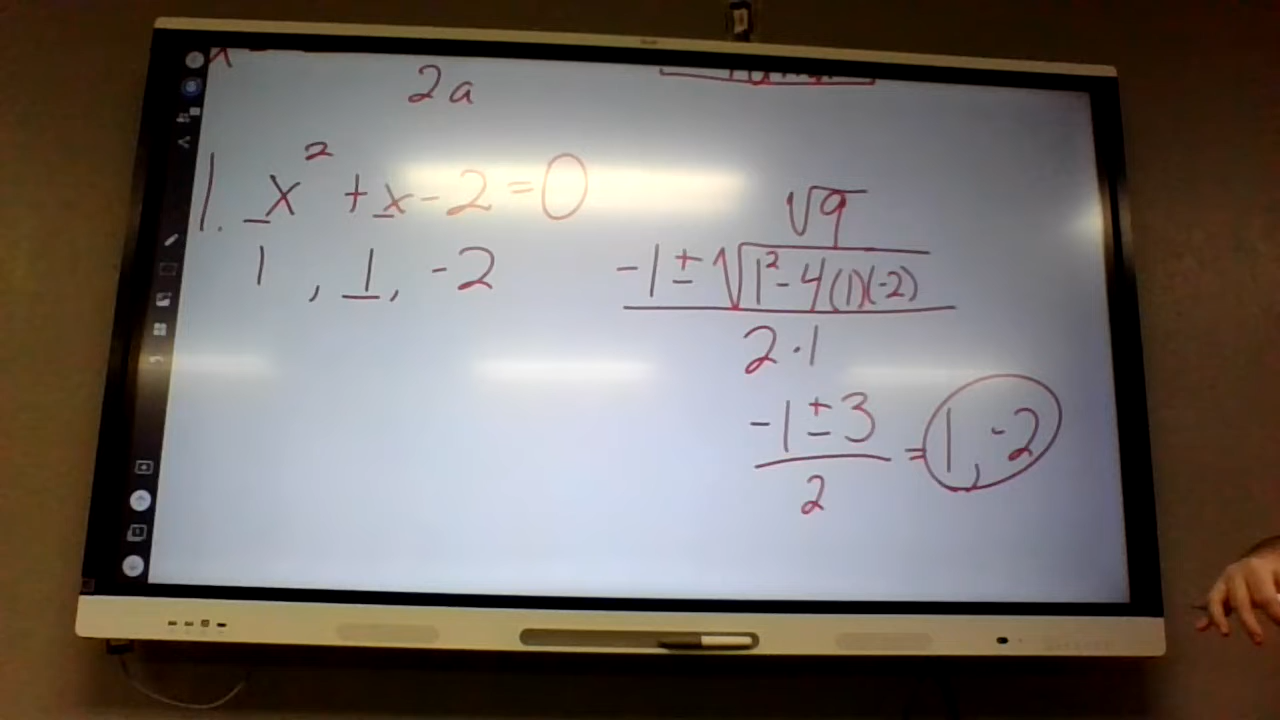 2a
1. x² + x - 2 = 0
1, 1, -2
√9
-1 ± √1² - 4(1)(-2)
2 · 1
-1 ± 3
2
= 1, -2